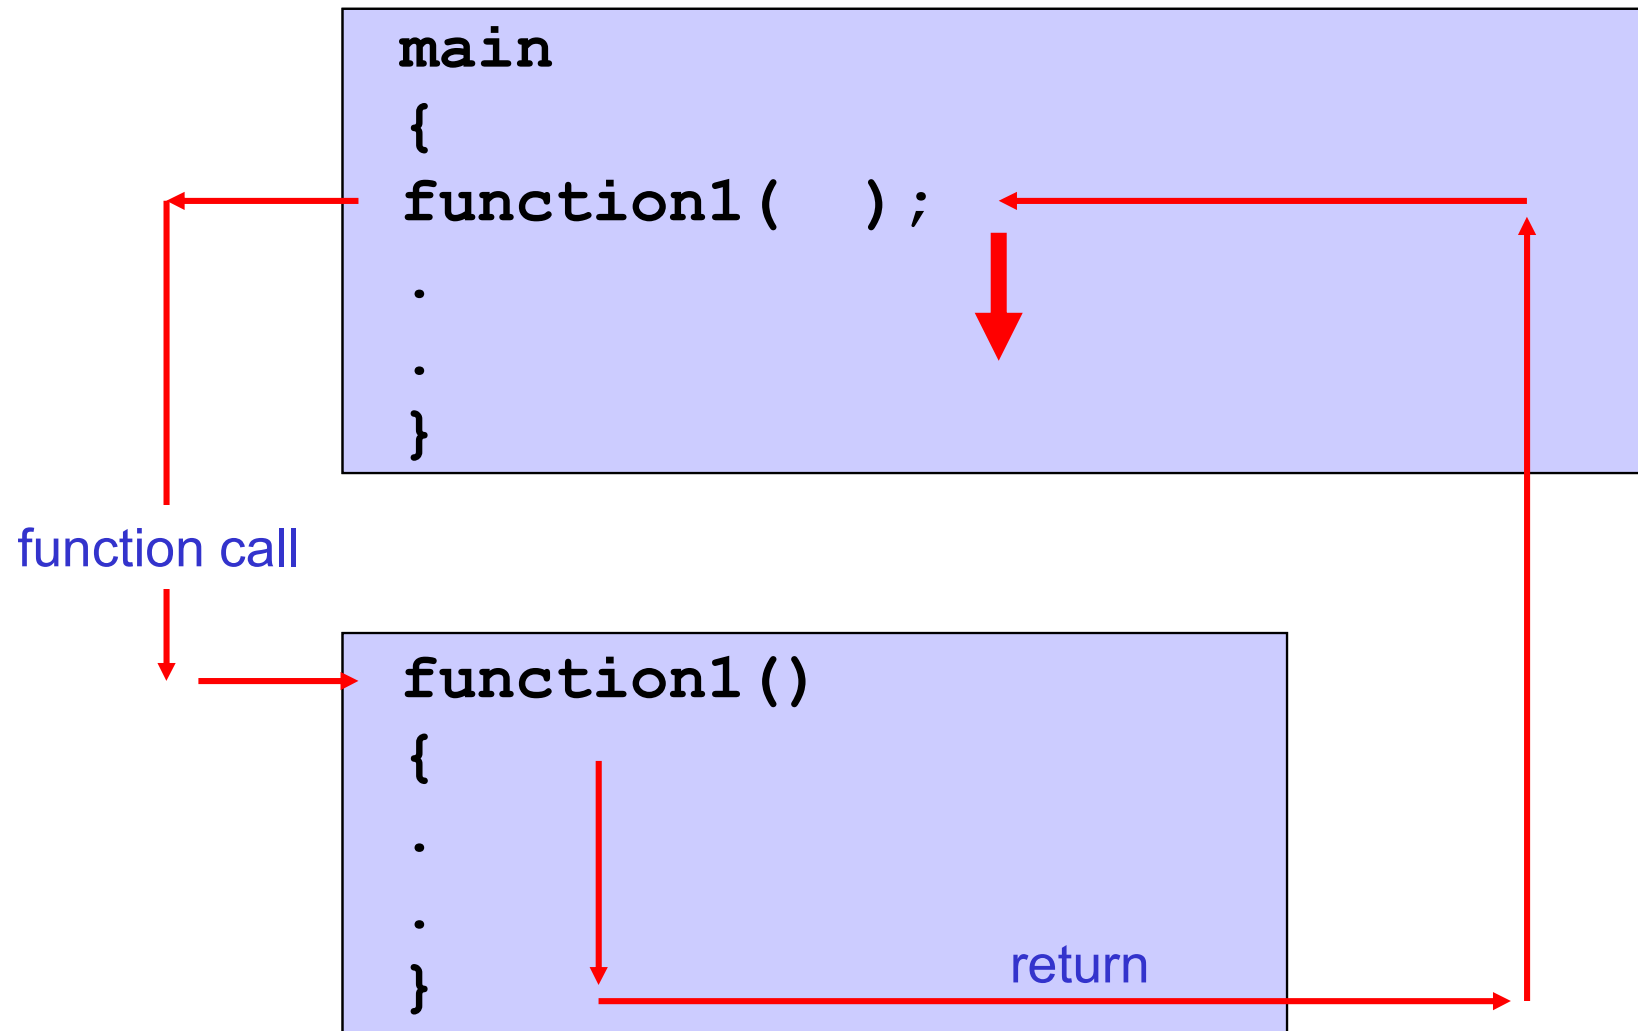 main
{
function1( );
.
.
}
function call
function1()
{
.
.
return
}